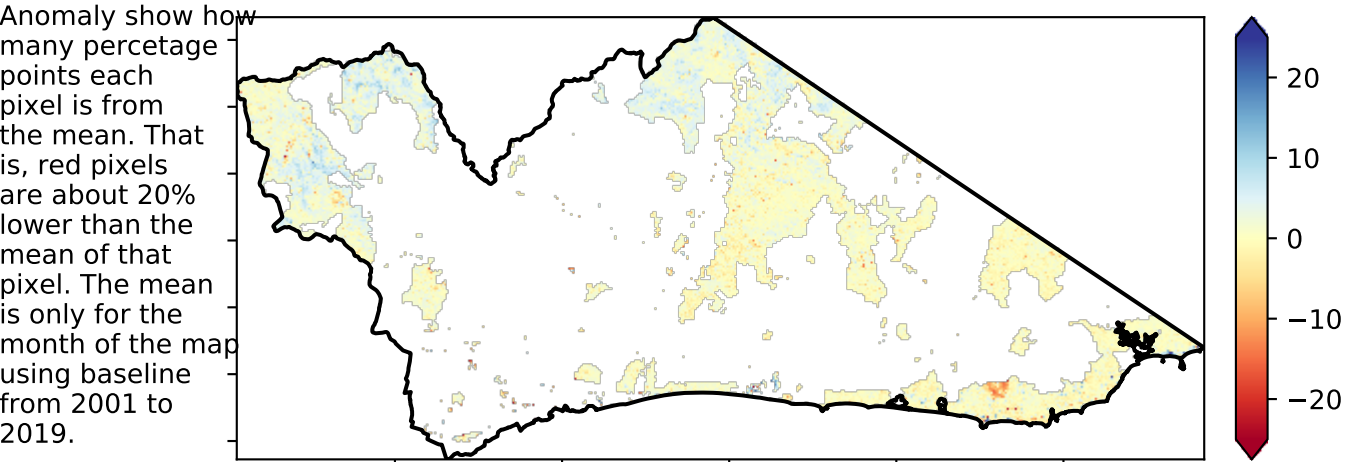 Anomaly show how
many percetage
points each
pixel is from
the mean. That
is, red pixels
are about 20%
lower than the
mean of that
pixel. The mean
is only for the
month of the map
using baseline
from 2001 to
2019.
20
10
0
−10
−20